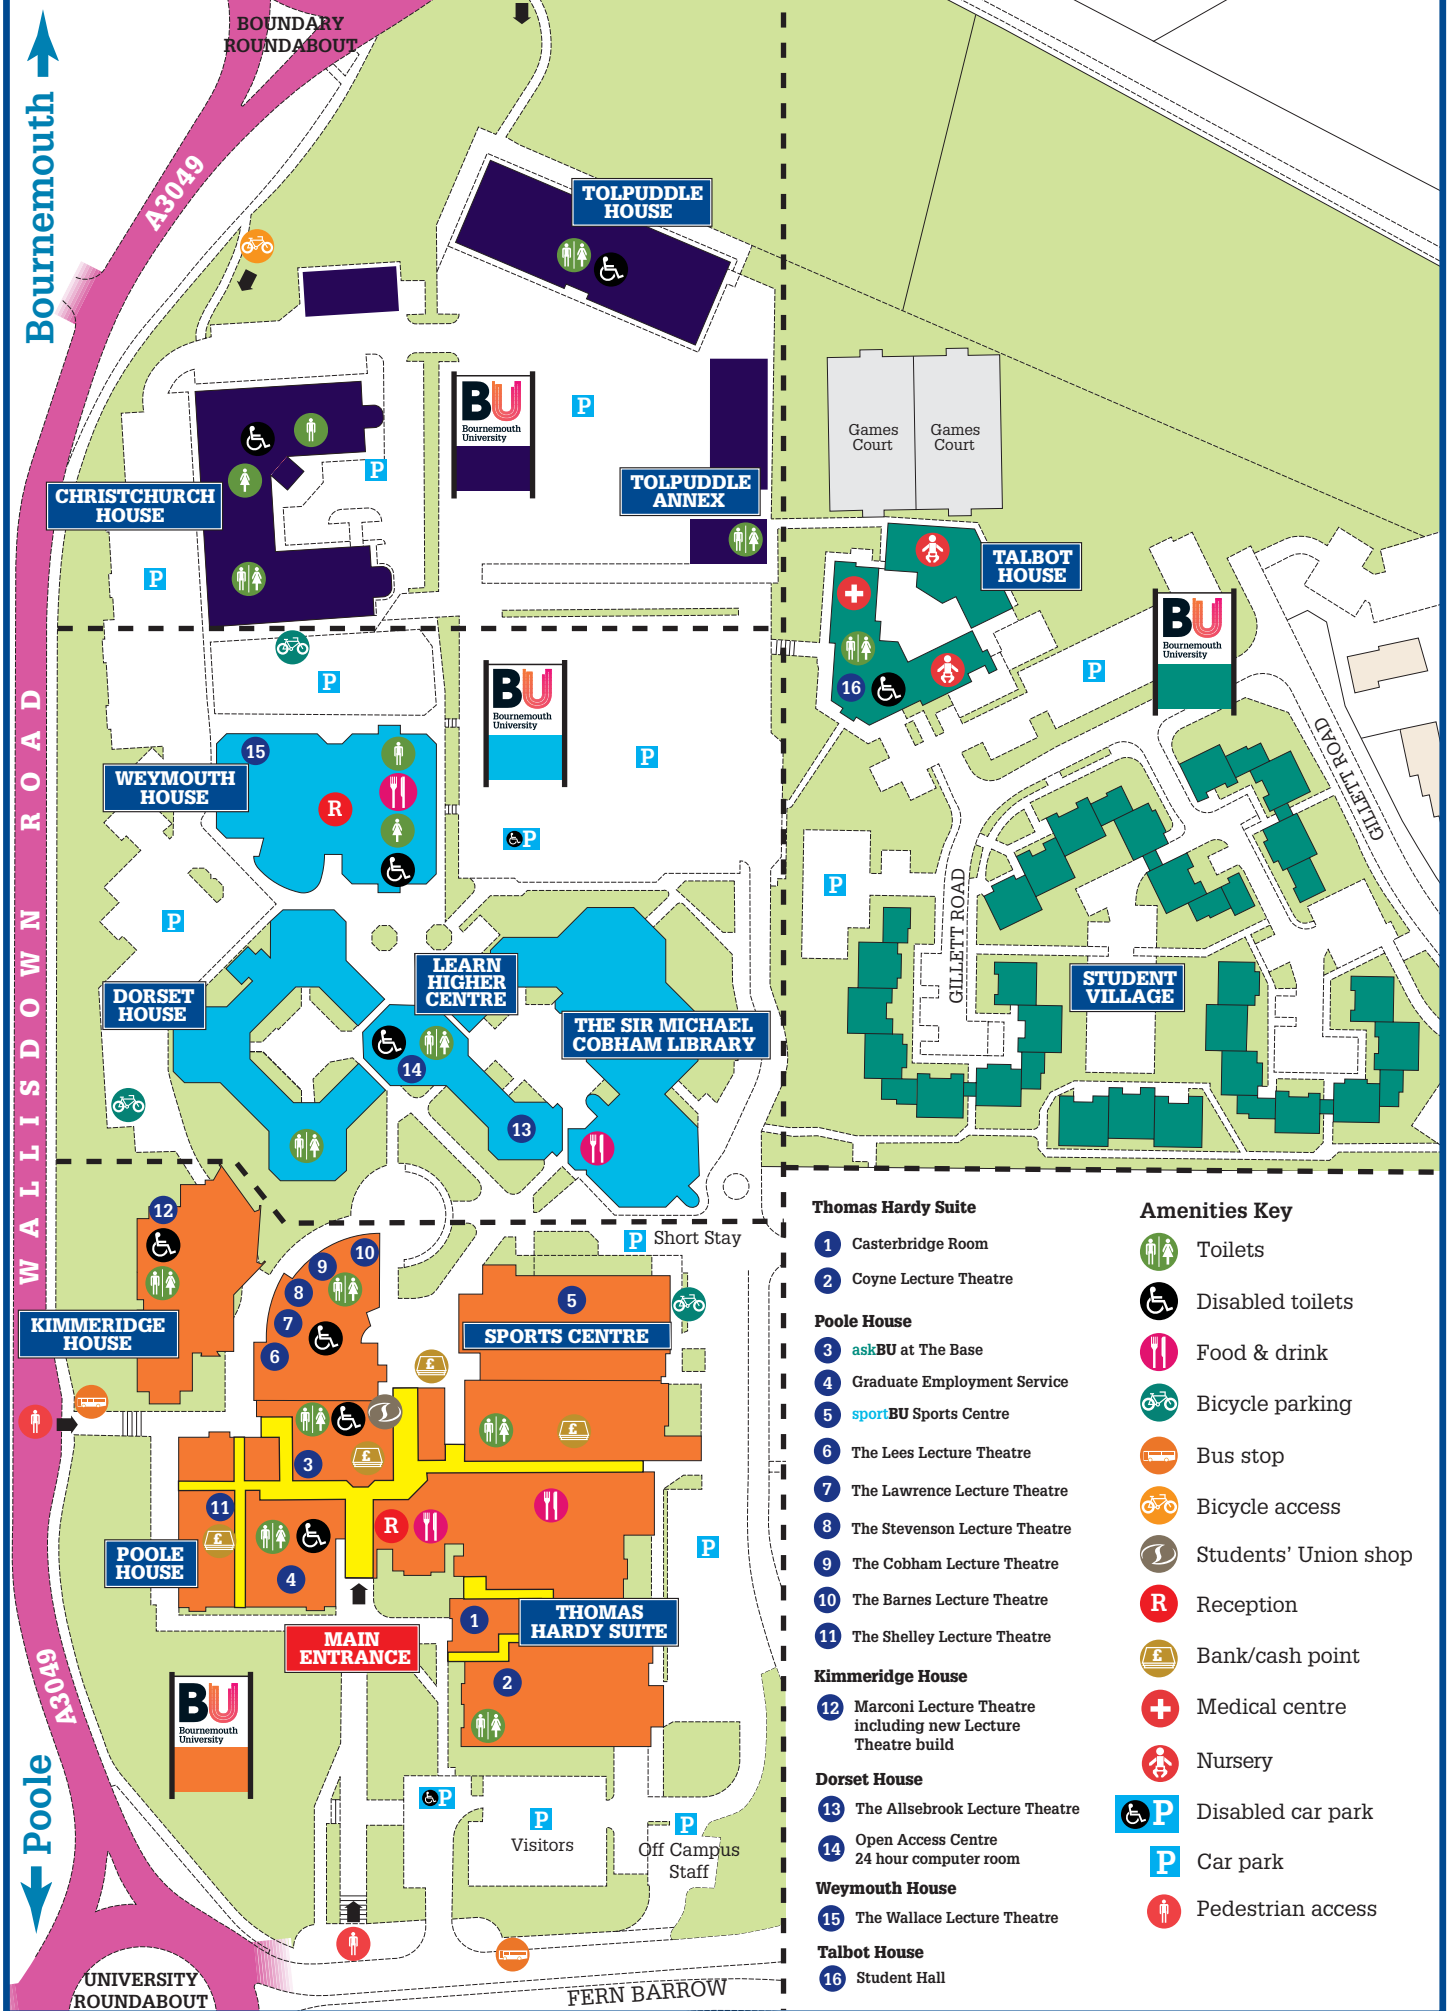 BOUNDARY
ROUNDABOUT
Bournemouth
A3049
TOLPUDDLE
HOUSE
BU
Bournemouth
University
P
P
Games
Court
Games
Court
CHRISTCHURCH
HOUSE
TOLPUDDLE
ANNEX
P
TALBOT
HOUSE
BU
Bournemouth
University
P
P
16
BU
Bournemouth
University
P
15
WEYMOUTH
HOUSE
R
P
WALLISDOWN ROAD
GILLETT ROAD
GILLETT ROAD
P
P
LEARN
HIGHER
CENTRE
DORSET
HOUSE
THE SIR MICHAEL
COBHAM LIBRARY
STUDENT
VILLAGE
14
13
P
12
P Short Stay
10
9
8
7
6
5
KIMMERIDGE
HOUSE
SPORTS CENTRE
£
£
£
3
11
£
R
4
P
POOLE
HOUSE
1
THOMAS
HARDY SUITE
MAIN
ENTRANCE
2
A3049
BU
Bournemouth
University
Poole
P
P
Visitors
P
Off Campus
Staff
UNIVERSITY
ROUNDABOUT
FERN BARROW
Thomas Hardy Suite
1 Casterbridge Room
2 Coyne Lecture Theatre
Poole House
3 askBU at The Base
4 Graduate Employment Service
5 sportBU Sports Centre
6 The Lees Lecture Theatre
7 The Lawrence Lecture Theatre
8 The Stevenson Lecture Theatre
9 The Cobham Lecture Theatre
10 The Barnes Lecture Theatre
11 The Shelley Lecture Theatre
Kimmeridge House
12 Marconi Lecture Theatre
including new Lecture
Theatre build
Dorset House
13 The Allsebrook Lecture Theatre
14 Open Access Centre
24 hour computer room
Weymouth House
15 The Wallace Lecture Theatre
Talbot House
16 Student Hall
Amenities Key
Toilets
Disabled toilets
Food & drink
Bicycle parking
Bus stop
Bicycle access
Students' Union shop
R Reception
£ Bank/cash point
Medical centre
Nursery
P Disabled car park
P Car park
Pedestrian access